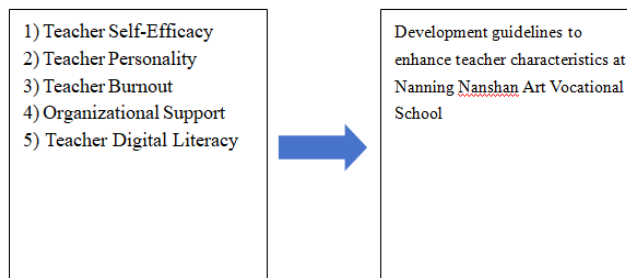 1) Teacher Self-Efficacy
2) Teacher Personality
3) Teacher Burnout
4) Organizational Support
5) Teacher Digital Literacy
Development guidelines to
enhance teacher characteristics at
Nanning Nanshan Art Vocational
School